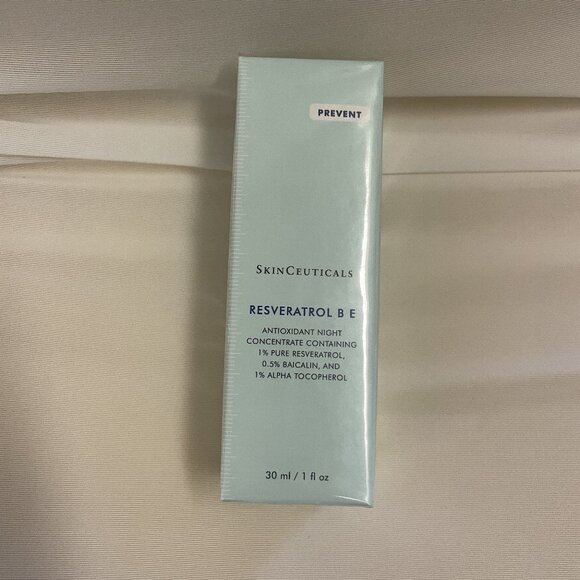 PREVENT
SKINCEUTICALS
RESVERATROL B E
ANTIOXIDANT NIGHT
CONCENTRATE CONTAINING
1% PURE RESVERATROL,
0.5% BAICALIN, AND
1% ALPHA TOCOPHEROL
30 ml / 1 fl oz